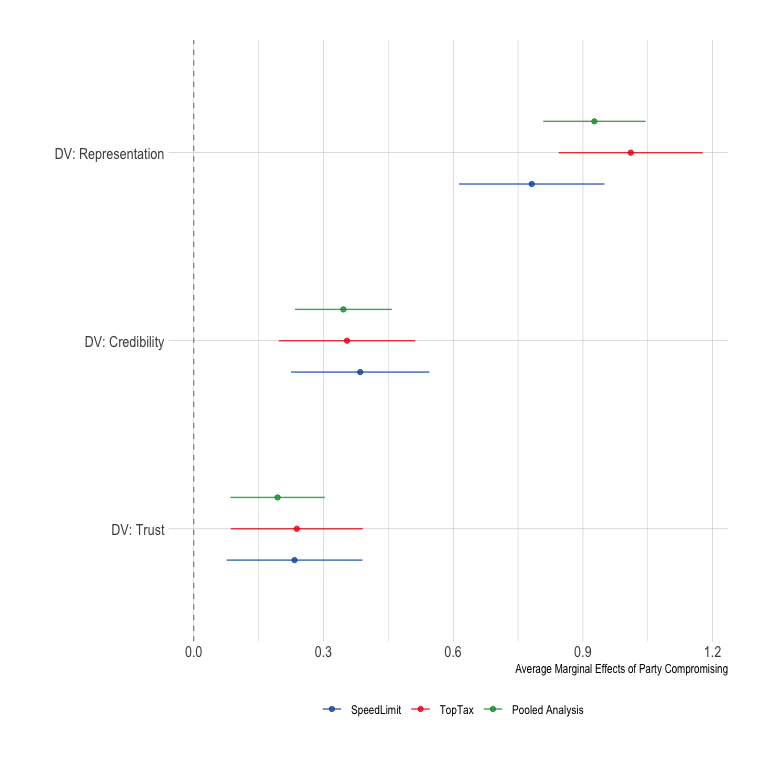 DV: Representation
DV: Credibility
DV: Trust
0.0 0.3 0.6 0.9 1.2
Average Marginal Effects of Party Compromising
SpeedLimit TopTax Pooled Analysis